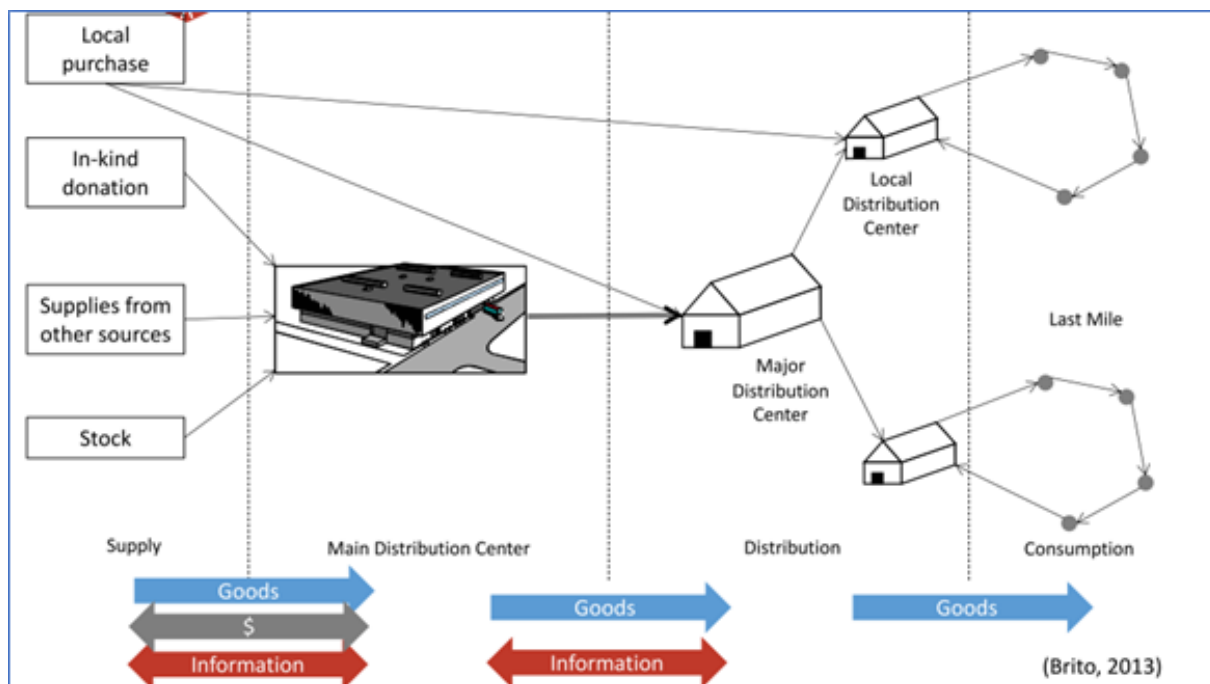 Local
purchase
In-kind
donation
Supplies from
other sources
Stock
Local
Distribution
Center
Major
Distribution
Center
Last Mile
Supply
Main Distribution Center
Distribution
Consumption
Goods
$
Information
Goods
Information
Goods
(Brito, 2013)